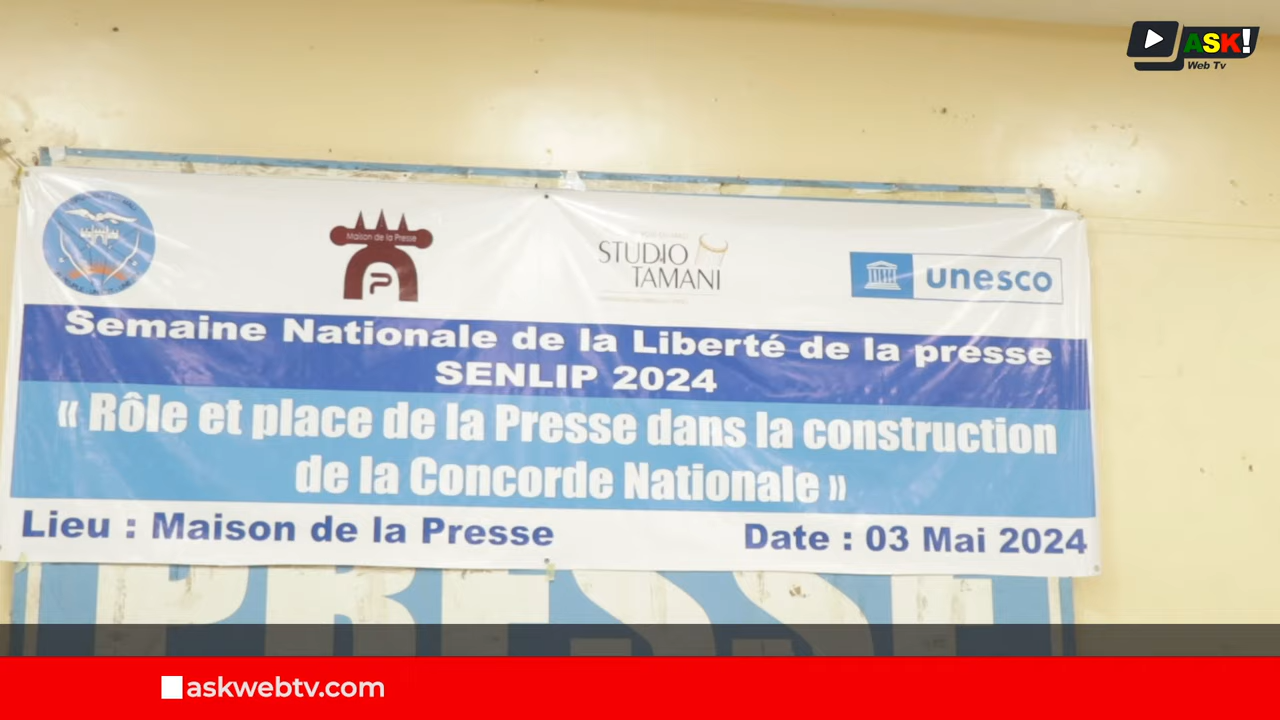 ASK!
Web Tv
Maison de la Presse
P
STUDIO
TAMANI
unesco
Semaine Nationale de la Liberté de la presse
SENLIP 2024
« Rôle et place de la Presse dans la construction
de la Concorde Nationale »
Lieu : Maison de la Presse
Date : 03 Mai 2024
PRESSE
askwebtv.com